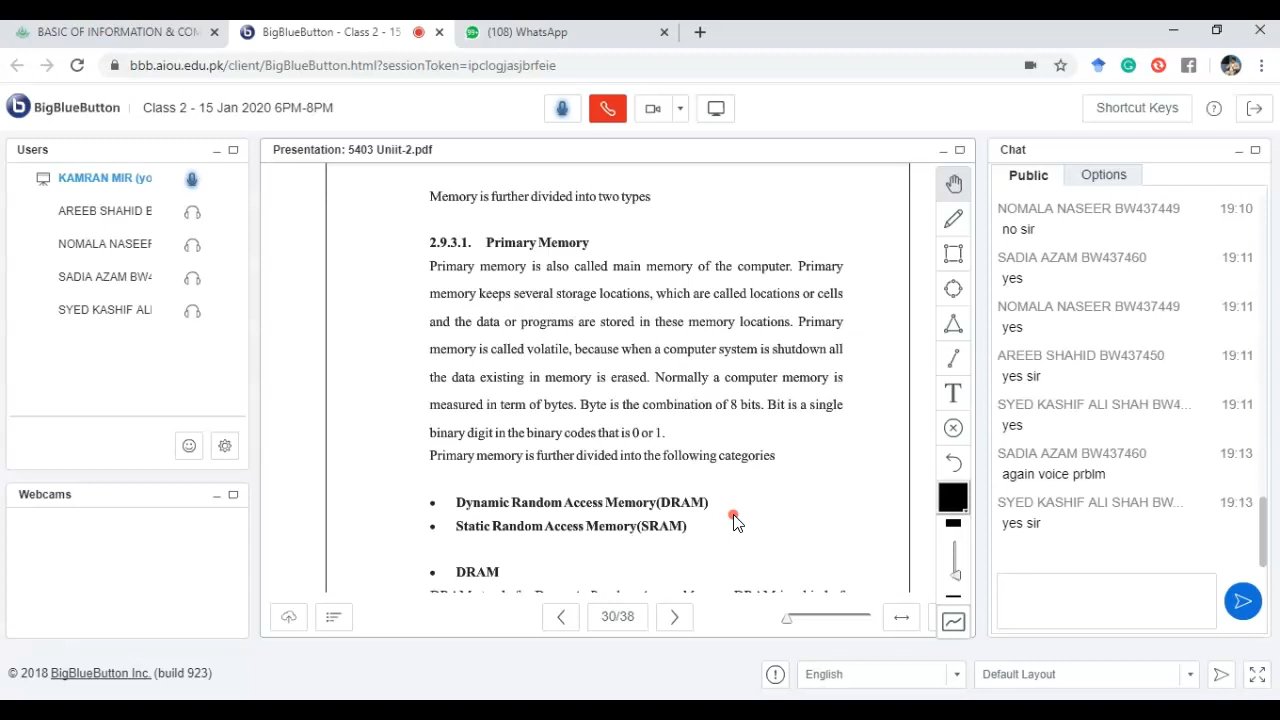 BASIC OF INFORMATION & COM
BigBlueButton - Class 2 - 15
99+
(108) WhatsApp
bbb.aiou.edu.pk/client/BigBlueButton.html?sessionToken=ipclogjasjbrfeie
BigBlueButton
Class 2 - 15 Jan 2020 6PM-8PM
Shortcut Keys
Users
KAMRAN MIR (yo
AREEB SHAHID B
NOMALA NASEER
SADIA AZAM BW4
SYED KASHIF ALI
Webcams
Presentation: 5403 Uniit-2.pdf
Memory is further divided into two types
2.9.3.1. Primary Memory
Primary memory is also called main memory of the computer. Primary
memory keeps several storage locations, which are called locations or cells
and the data or programs are stored in these memory locations. Primary
memory is called volatile, because when a computer system is shutdown all
the data existing in memory is erased. Normally a computer memory is
measured in term of bytes. Byte is the combination of 8 bits. Bit is a single
binary digit in the binary codes that is 0 or 1.
Primary memory is further divided into the following categories
• Dynamic Random Access Memory(DRAM)
• Static Random Access Memory(SRAM)
• DRAM
30/38
Chat
Public
Options
NOMALA NASEER BW437449 19:10
no sir
SADIA AZAM BW437460 19:11
yes
NOMALA NASEER BW437449 19:11
yes
AREEB SHAHID BW437450 19:11
yes sir
SYED KASHIF ALI SHAH BW4... 19:11
yes
SADIA AZAM BW437460 19:13
again voice prblm
SYED KASHIF ALI SHAH BW... 19:13
yes sir
© 2018 BigBlueButton Inc. (build 923)
English
Default Layout